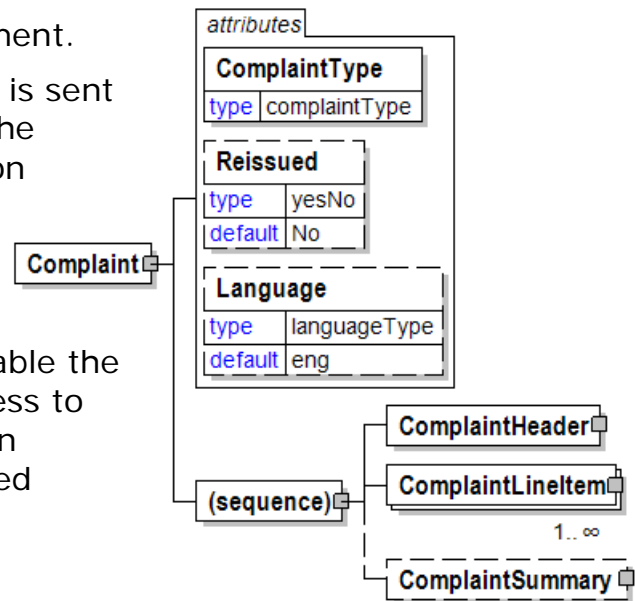 nent.
is sent
he
on
able the
ess to
n
ed
Complaint
attributes
ComplaintType
type complaintType
Reissued
type yesNo
default No
Language
type languageType
default eng
(sequence)
ComplaintHeader
ComplaintLineItem
1.. ∞
ComplaintSummary